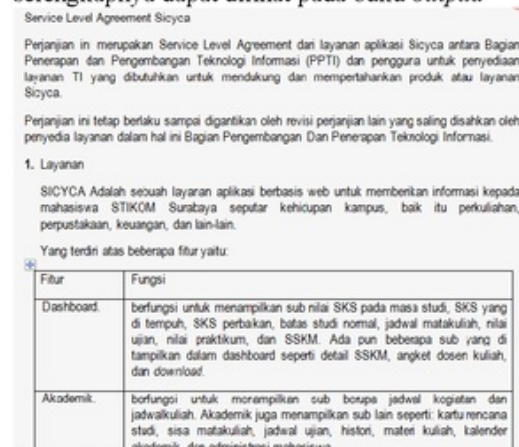 selengkapnya dapat dilihat pada buku output
Service Level Agreement Sicyca
Perjanjian in merupakan Service Level Agreement dari layanan aplikasi Sicyca antara Bagian
Penerapan dan Pengembangan Teknologi Informasi (PPTI) dan pengguna untuk penyediaan
layanan TI yang dibutuhkan untuk mendukung dan mempertahankan produk atau layanan
Sicyca.
Perjanjian ini tetap berlaku sampai digantikan oleh revisi perjanjian lain yang saling disahkan oleh
penyedia layanan dalam hal ini Bagian Pengembangan Dan Penerapan Teknologi Informasi.
1. Layanan
SICYCA Adalah sebuah layanan aplikasi berbasis web untuk memberikan informasi kepada
mahasiswa STIKOM Surabaya seputar kehidupan kampus, baik itu perkuliahan,
perpustakaan, keuangan, dan lain-lain.
Yang terdiri atas beberapa fitur yaitu:
Fitur Fungsi
Dashboard. berfungsi untuk menampilkan sub nilai SKS pada masa studi, SKS yang
di tempuh, SKS perbaikan, batas studi normal, jadwal matakuliah, nilai
ujian, nilai praktikum, dan SSKM. Ada pun beberapa sub yang di
tampilkan dalam dashboard seperti detail SSKM, angket dosen kuliah,
dan download.
Akademik. berfungsi untuk menampilkan sub berupa jadwal kegiatan dan
jadwalkuliah. Akademik juga menampilkan sub lain seperti: kartu rencana
studi, sisa matakuliah, jadwal ujian, histori, materi kuliah, kalender
akademik, dan administrasi mahasiswa.